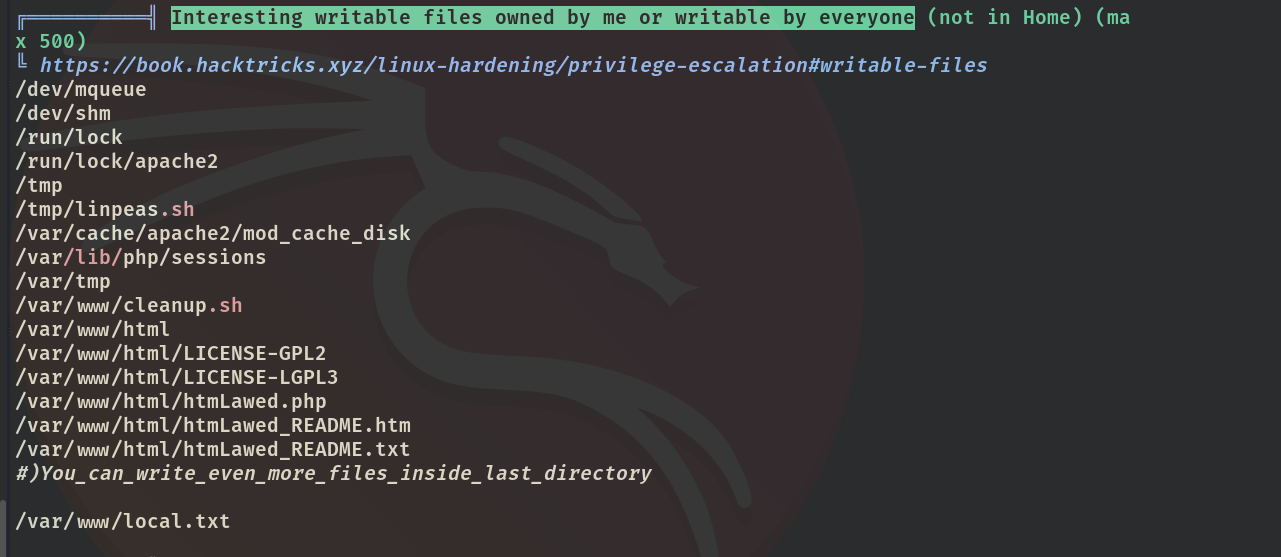 ╔══════════╣ Interesting writable files owned by me or writable by everyone (not in Home) (ma
x 500)
╚ https://book.hacktricks.xyz/linux-hardening/privilege-escalation#writable-files
/dev/mqueue
/dev/shm
/run/lock
/run/lock/apache2
/tmp
/tmp/linpeas.sh
/var/cache/apache2/mod_cache_disk
/var/lib/php/sessions
/var/tmp
/var/www/cleanup.sh
/var/www/html
/var/www/html/LICENSE-GPL2
/var/www/html/LICENSE-LGPL3
/var/www/html/htmLawed.php
/var/www/html/htmLawed_README.htm
/var/www/html/htmLawed_README.txt
#)You_can_write_even_more_files_inside_last_directory
/var/www/local.txt